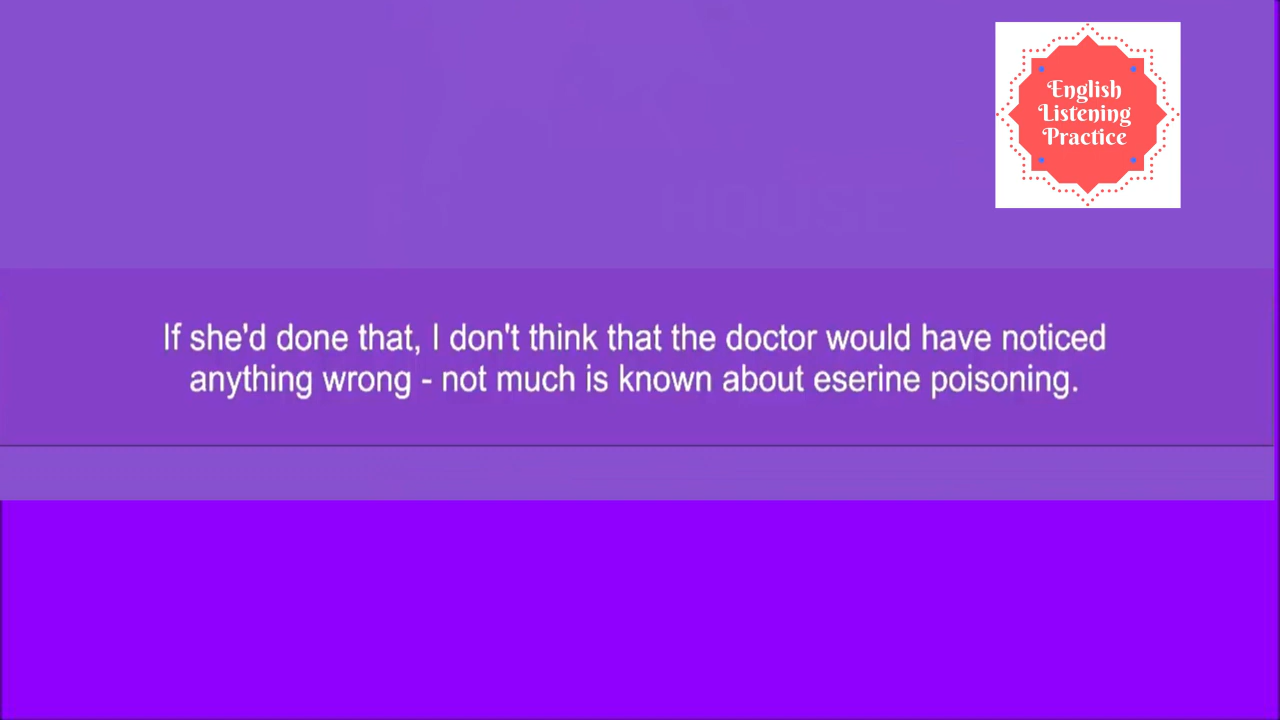 English
Listening
Practice
HOUSE
If she'd done that, I don't think that the doctor would have noticed
anything wrong - not much is known about eserine poisoning.